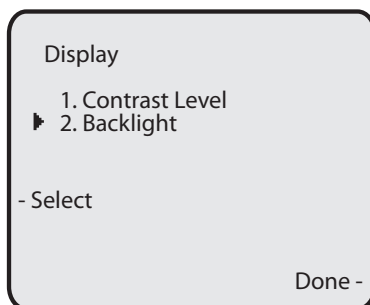 Display
1. Contrast Level
2. Backlight
- Select
Done -